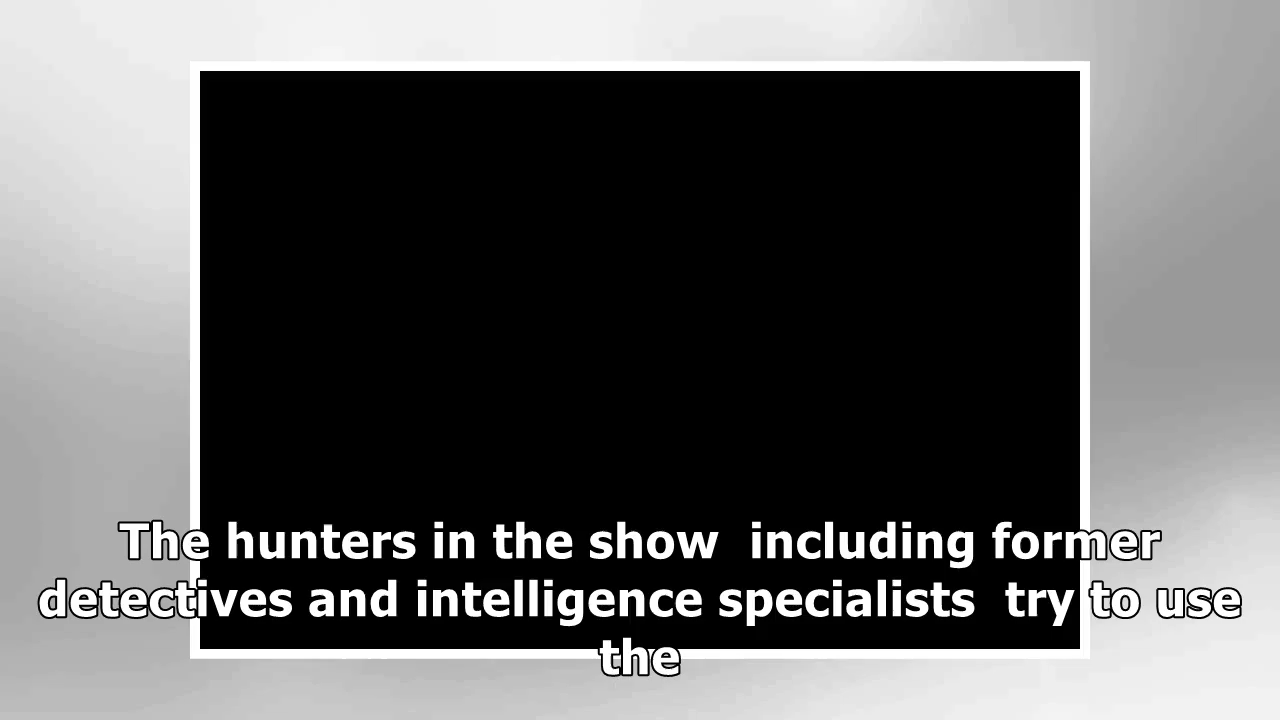 The hunters in the show  including former
detectives and intelligence specialists  try to use
the